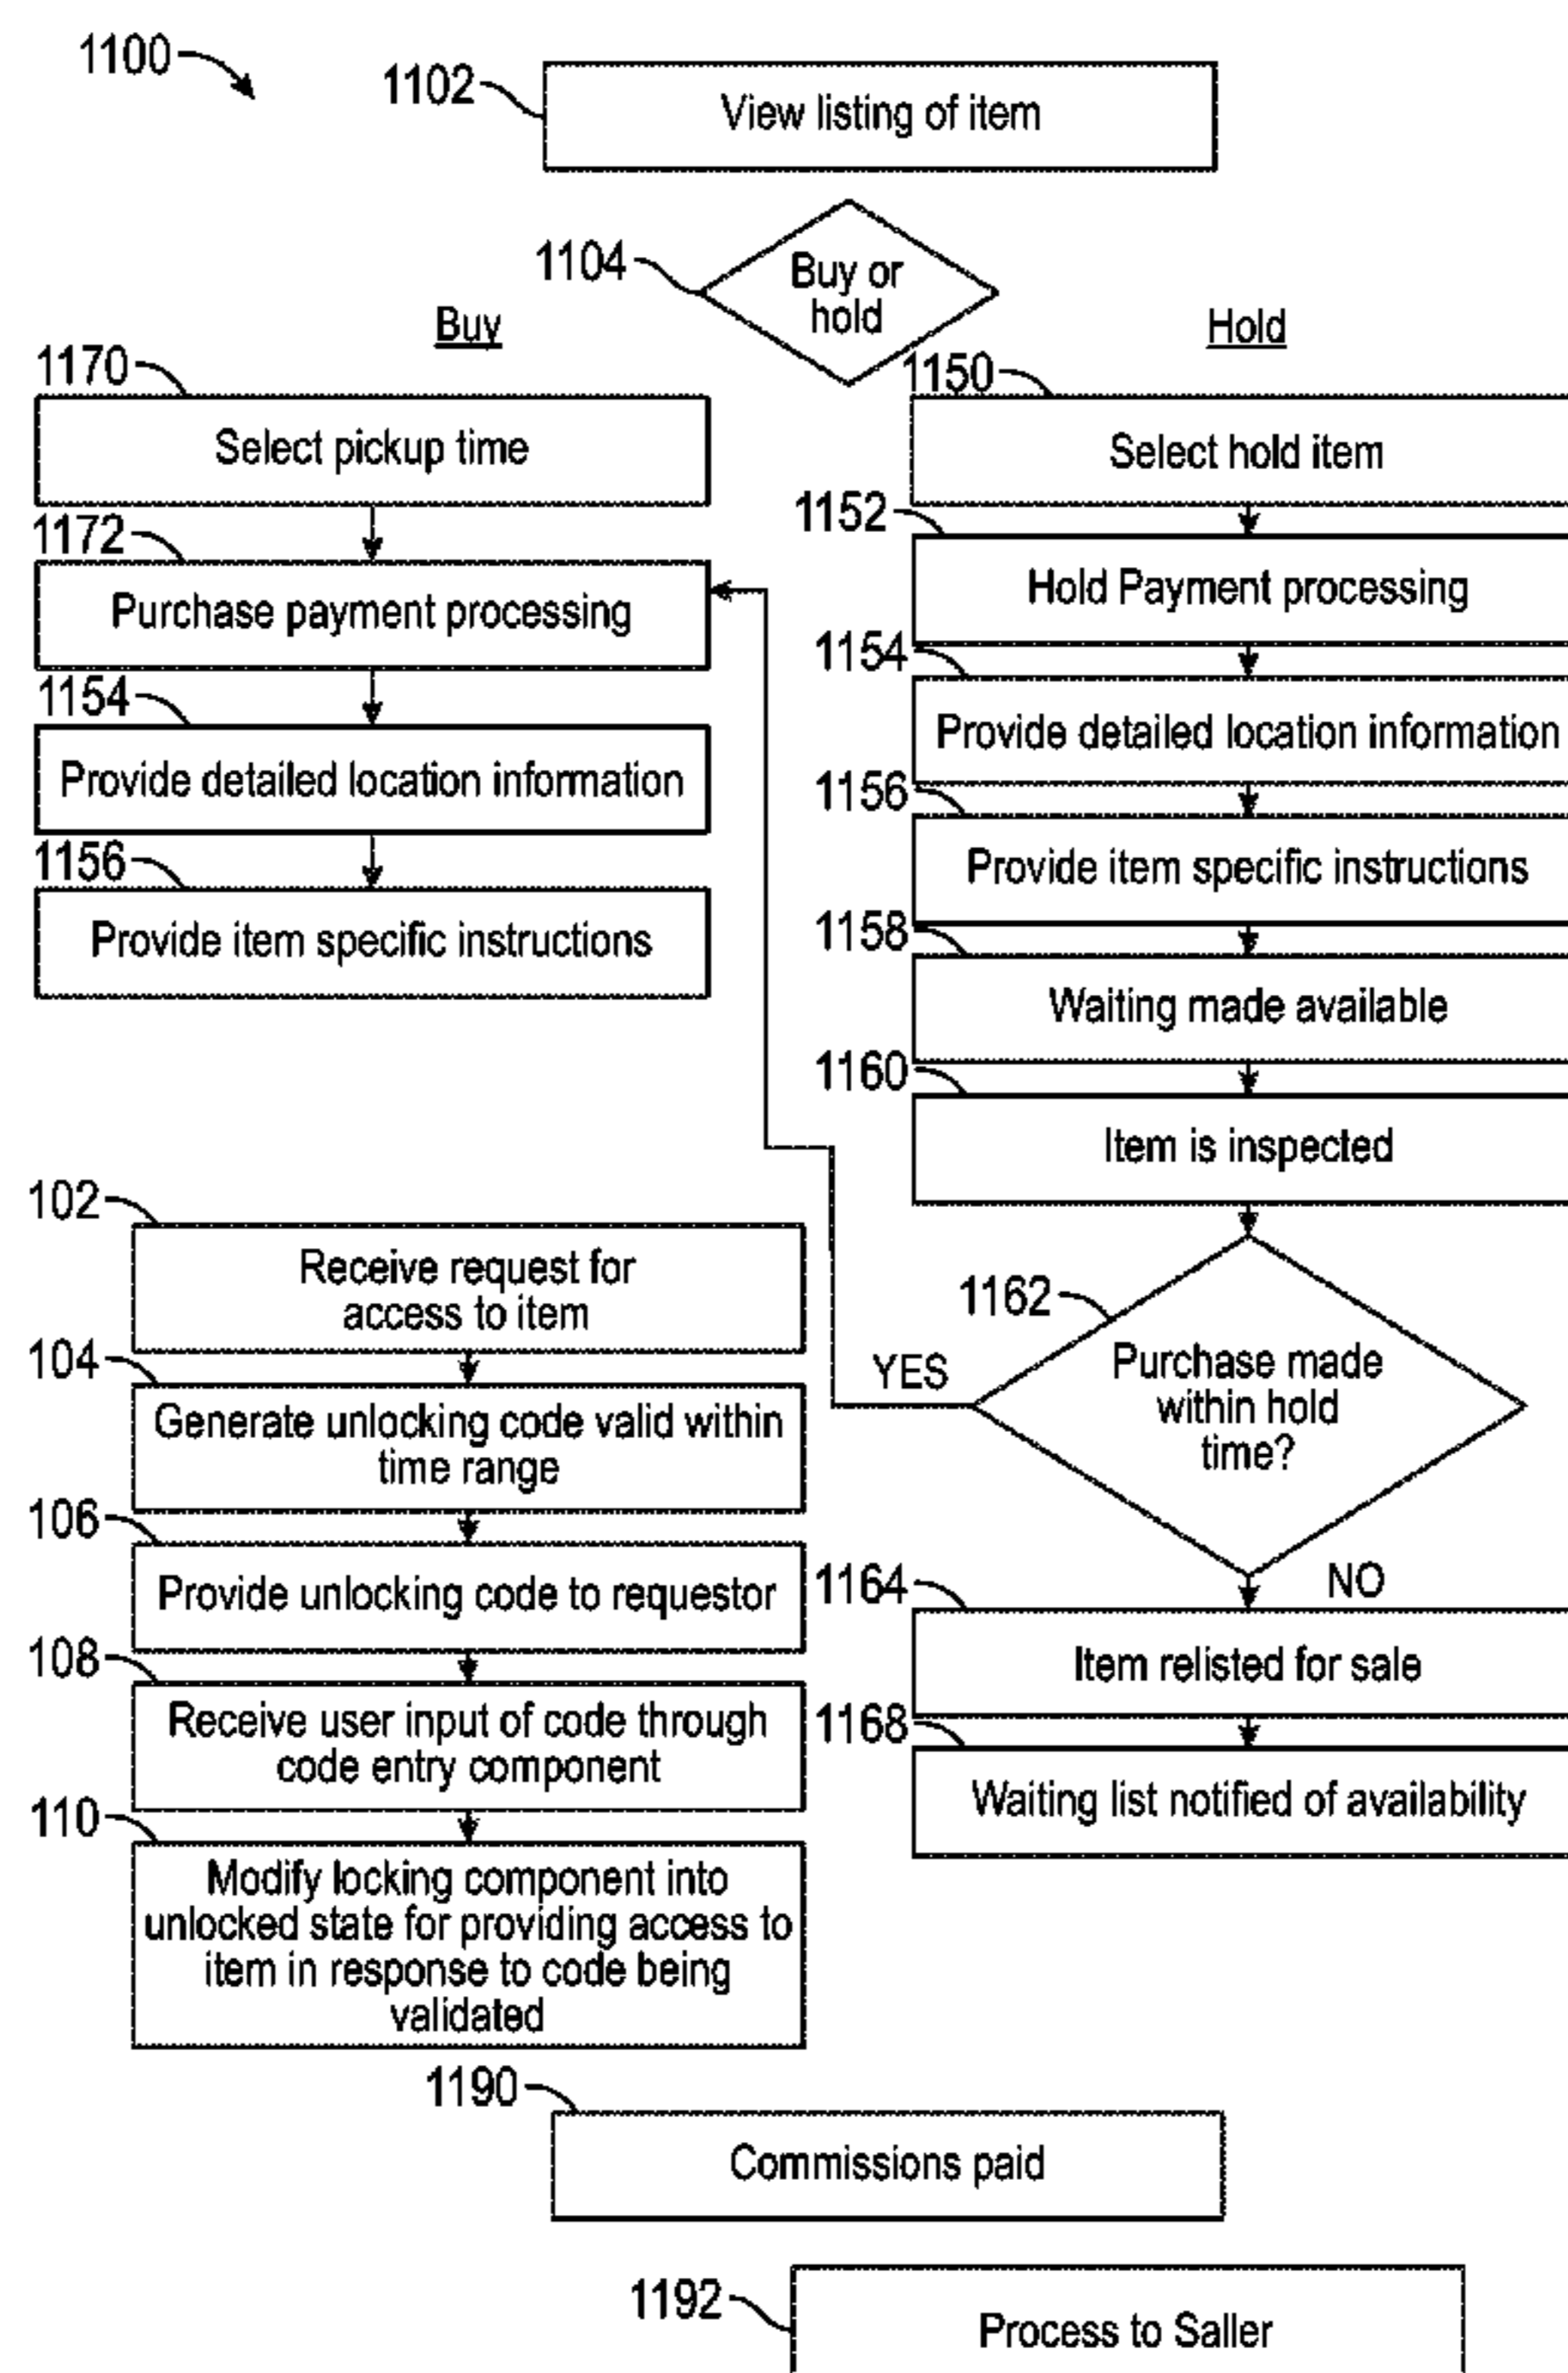 1100
1102
View listing of item
1104
Buy or
hold
Buy
1170
Select pickup time
1172
Purchase payment processing
1154
Provide detailed location information
1156
Provide item specific instructions
Hold
1150
Select hold item
1152
Hold Payment processing
1154
Provide detailed location information
1156
Provide item specific instructions
1158
Waiting made available
1160
Item is inspected
1162
Purchase made
within hold
time?
YES
NO
1164
Item relisted for sale
1168
Waiting list notified of availability
102
Receive request for
access to item
104
Generate unlocking code valid within
time range
106
Provide unlocking code to requestor
108
Receive user input of code through
code entry component
110
Modify locking component into
unlocked state for providing access to
item in response to code being
validated
1190
Commissions paid
1192
Process to Saller